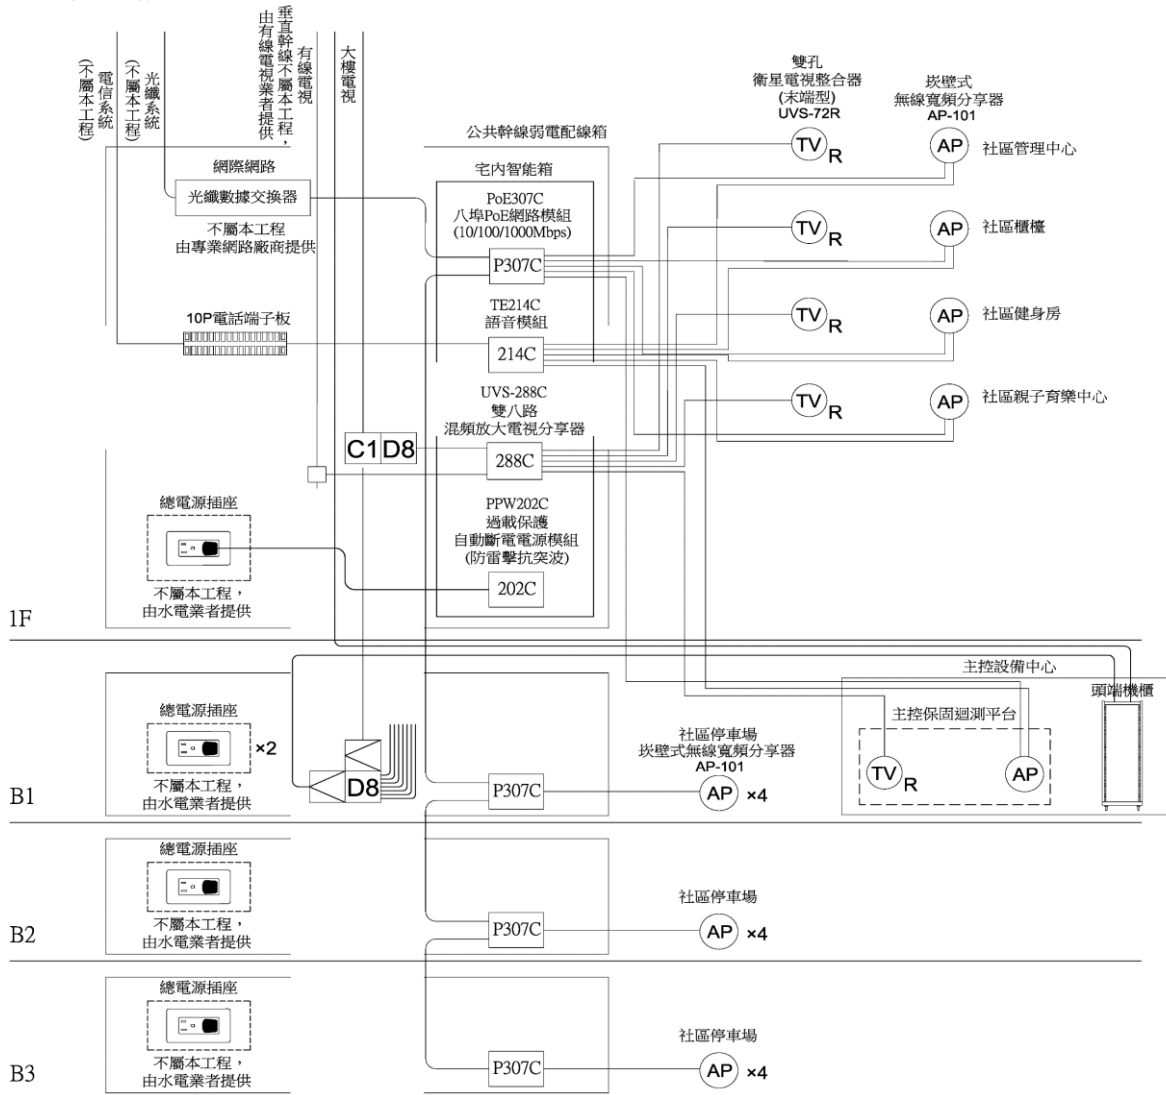 電信系統
(不屬本工程)
光纖系統
(不屬本工程)
垂直幹線不屬本工程，
由有線電視業者提供
有線電視
大樓電視
雙孔
衛星電視整合器
(末端型)
UVS-72R
崁壁式
無線寬頻分享器
AP-101
公共幹線弱電配線箱
TV
R
AP
社區管理中心
網際網路
光纖數據交換器
不屬本工程
由專業網路廠商提供
宅內智能箱
PoE307C
八埠PoE網路模組
(10/100/1000Mbps)
P307C
TV
R
AP
社區櫃檯
10P電話端子板
TE214C
語音模組
214C
TV
R
AP
社區健身房
UVS-288C
雙八路
混頻放大電視分享器
288C
TV
R
AP
社區親子育樂中心
C1
D8
總電源插座
不屬本工程，
由水電業者提供
PPW202C
過載保護
自動斷電電源模組
(防雷擊抗突波)
202C
1F
主控設備中心
頭端機櫃
總電源插座
×2
不屬本工程，
由水電業者提供
D8
P307C
社區停車場
崁壁式無線寬頻分享器
AP-101
AP
×4
主控保固迴測平台
TV
R
AP
B1
總電源插座
不屬本工程，
由水電業者提供
P307C
社區停車場
AP
×4
B2
總電源插座
不屬本工程，
由水電業者提供
P307C
社區停車場
AP
×4
B3